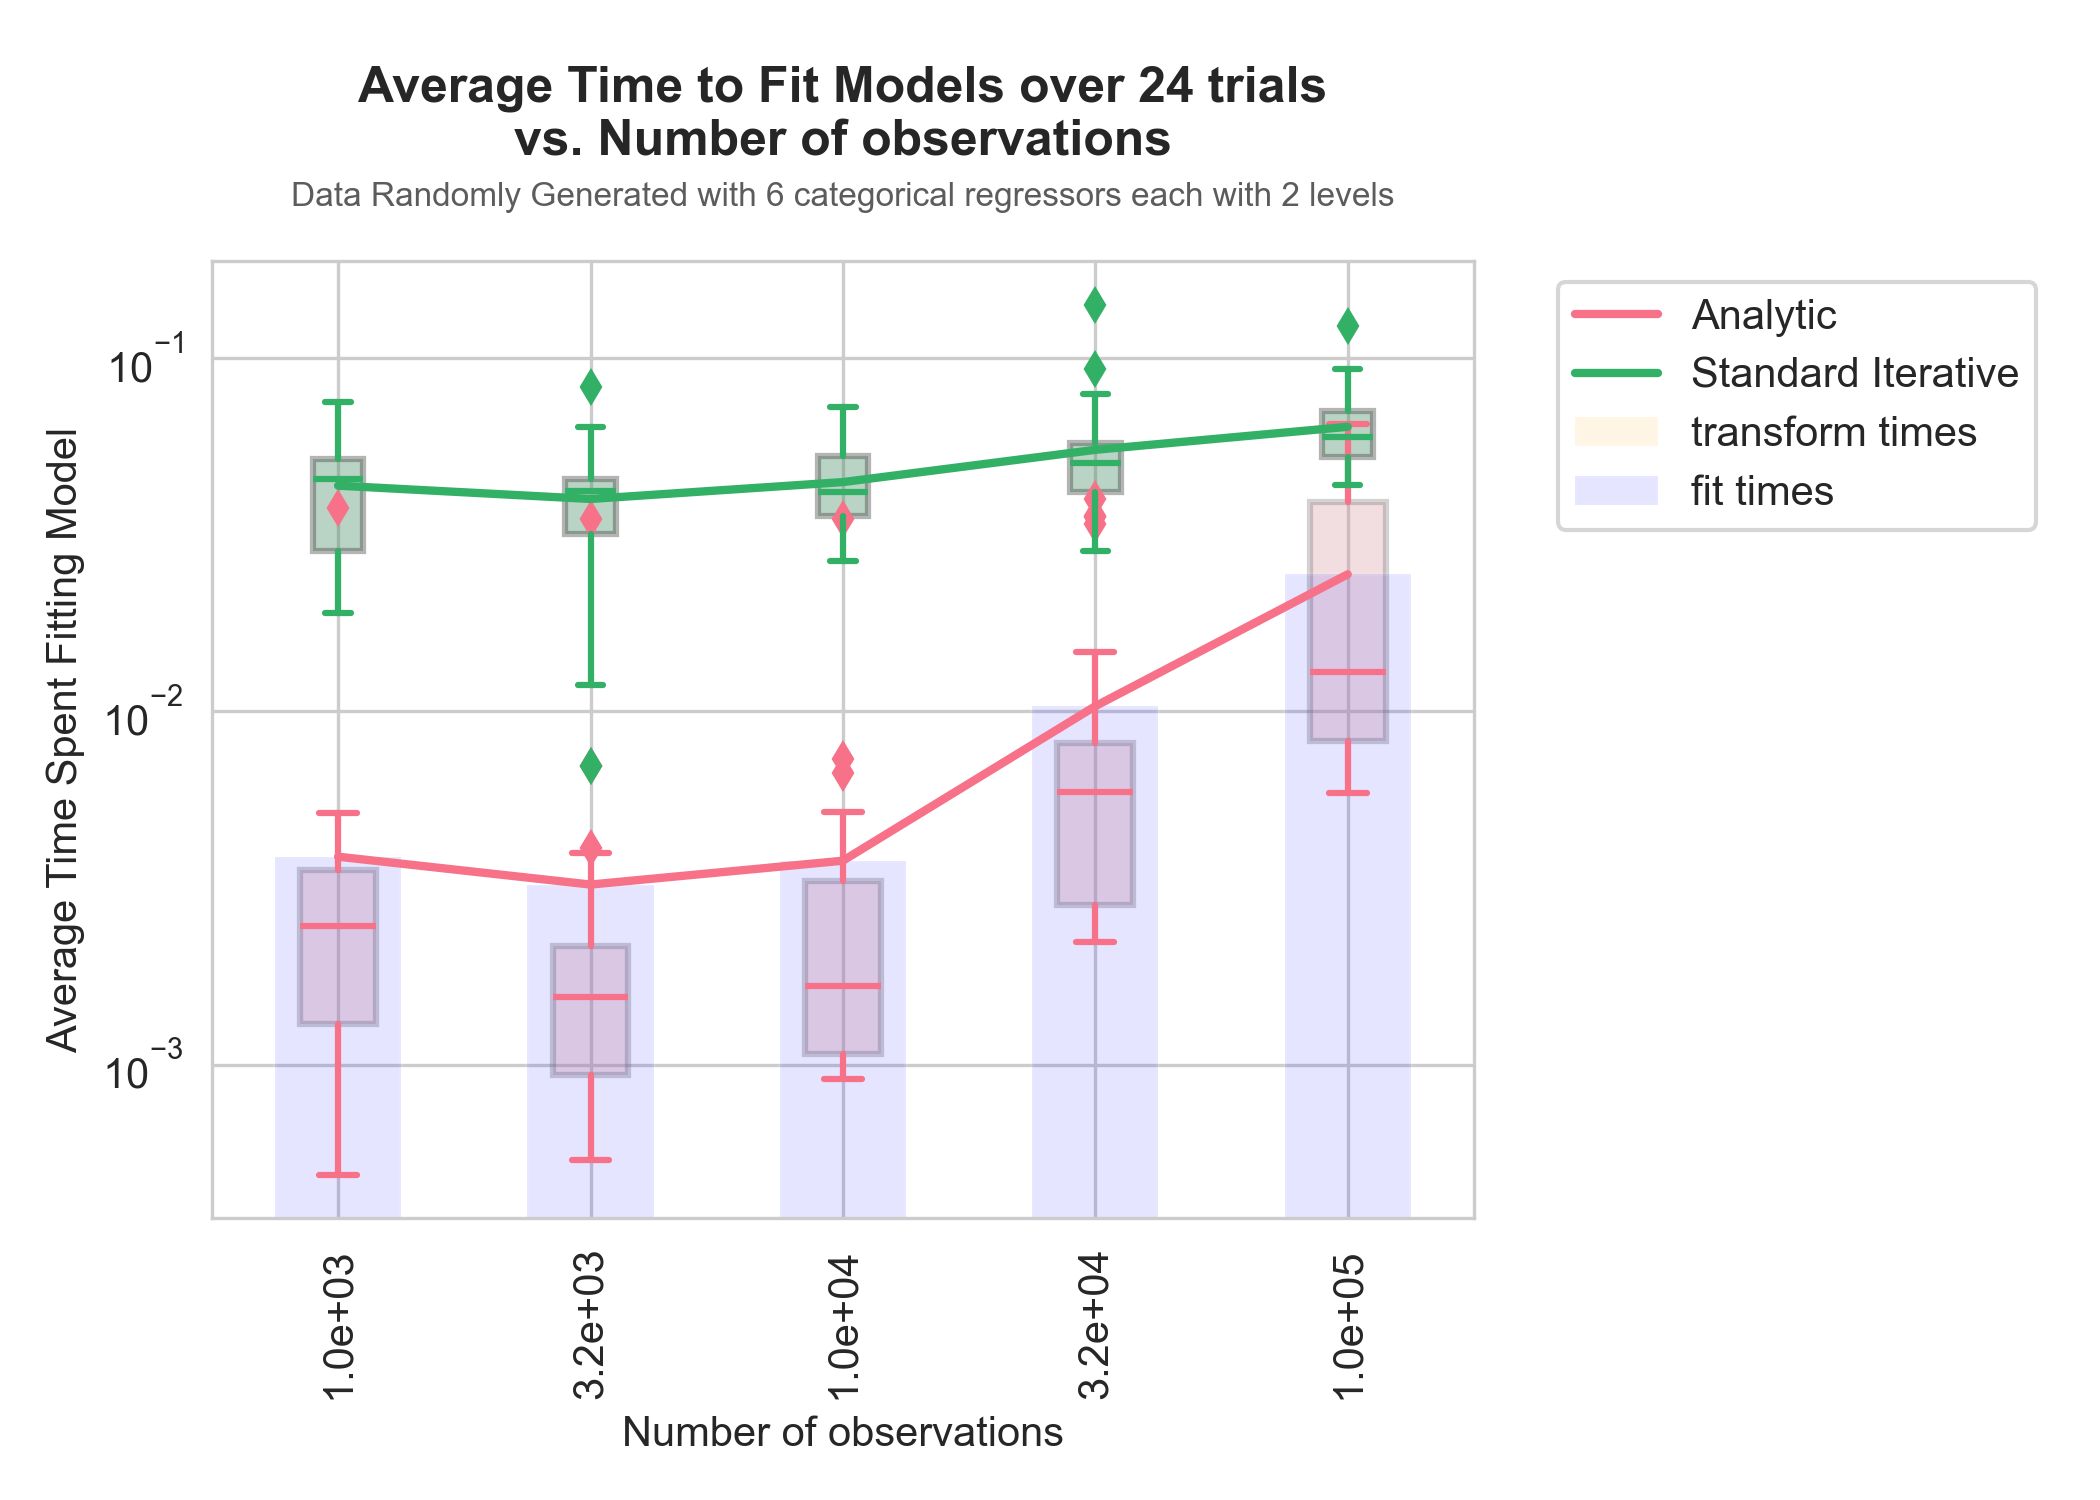 Average Time to Fit Models over 24 trials
vs. Number of observations
Data Randomly Generated with 6 categorical regressors each with 2 levels
Analytic
Standard Iterative
transform times
fit times
Average Time Spent Fitting Model
10⁻¹
10⁻²
10⁻³
1.0e+03
3.2e+03
1.0e+04
3.2e+04
1.0e+05
Number of observations